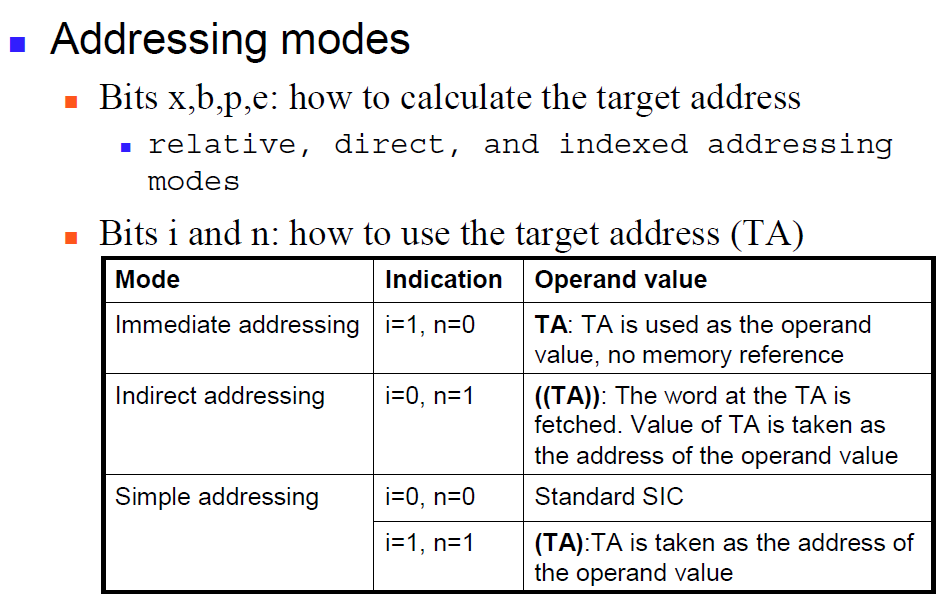 Addressing modes
Bits x,b,p,e: how to calculate the target address
relative, direct, and indexed addressing
modes
Bits i and n: how to use the target address (TA)
Mode Indication Operand value
Immediate addressing i=1, n=0 TA: TA is used as the operand
value, no memory reference
Indirect addressing i=0, n=1 ((TA)): The word at the TA is
fetched. Value of TA is taken as
the address of the operand value
Simple addressing i=0, n=0 Standard SIC
i=1, n=1 (TA):TA is taken as the address of
the operand value